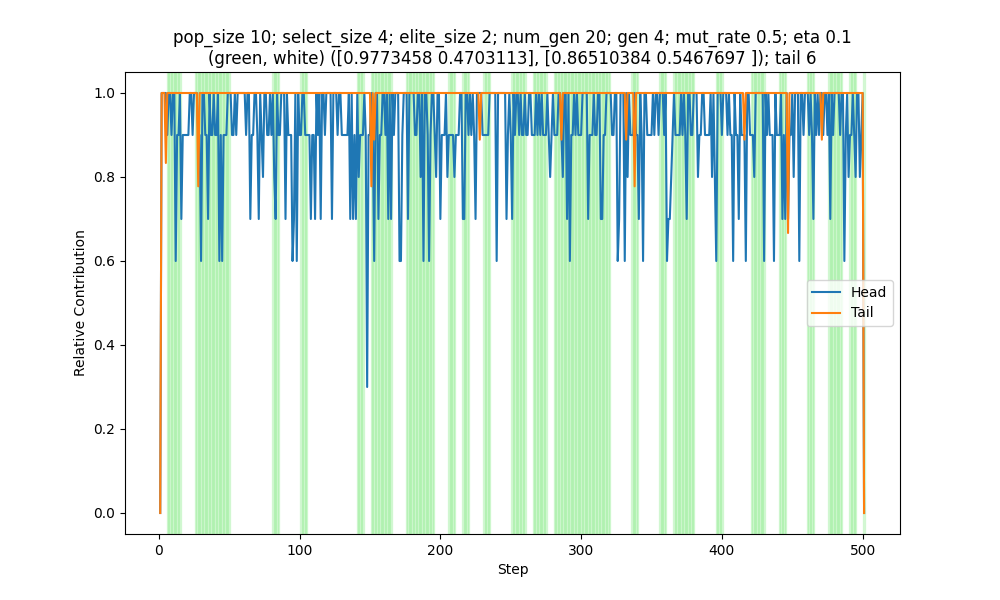 pop_size 10; select_size 4; elite_size 2; num_gen 20; gen 4; mut_rate 0.5; eta 0.1
(green, white) ([0.9773458 0.4703113], [0.86510384 0.5467697 ]); tail 6
1.0
0.8
0.6
0.4
0.2
0.0
Relative Contribution
Head
Tail
0
100
200
300
400
500
Step